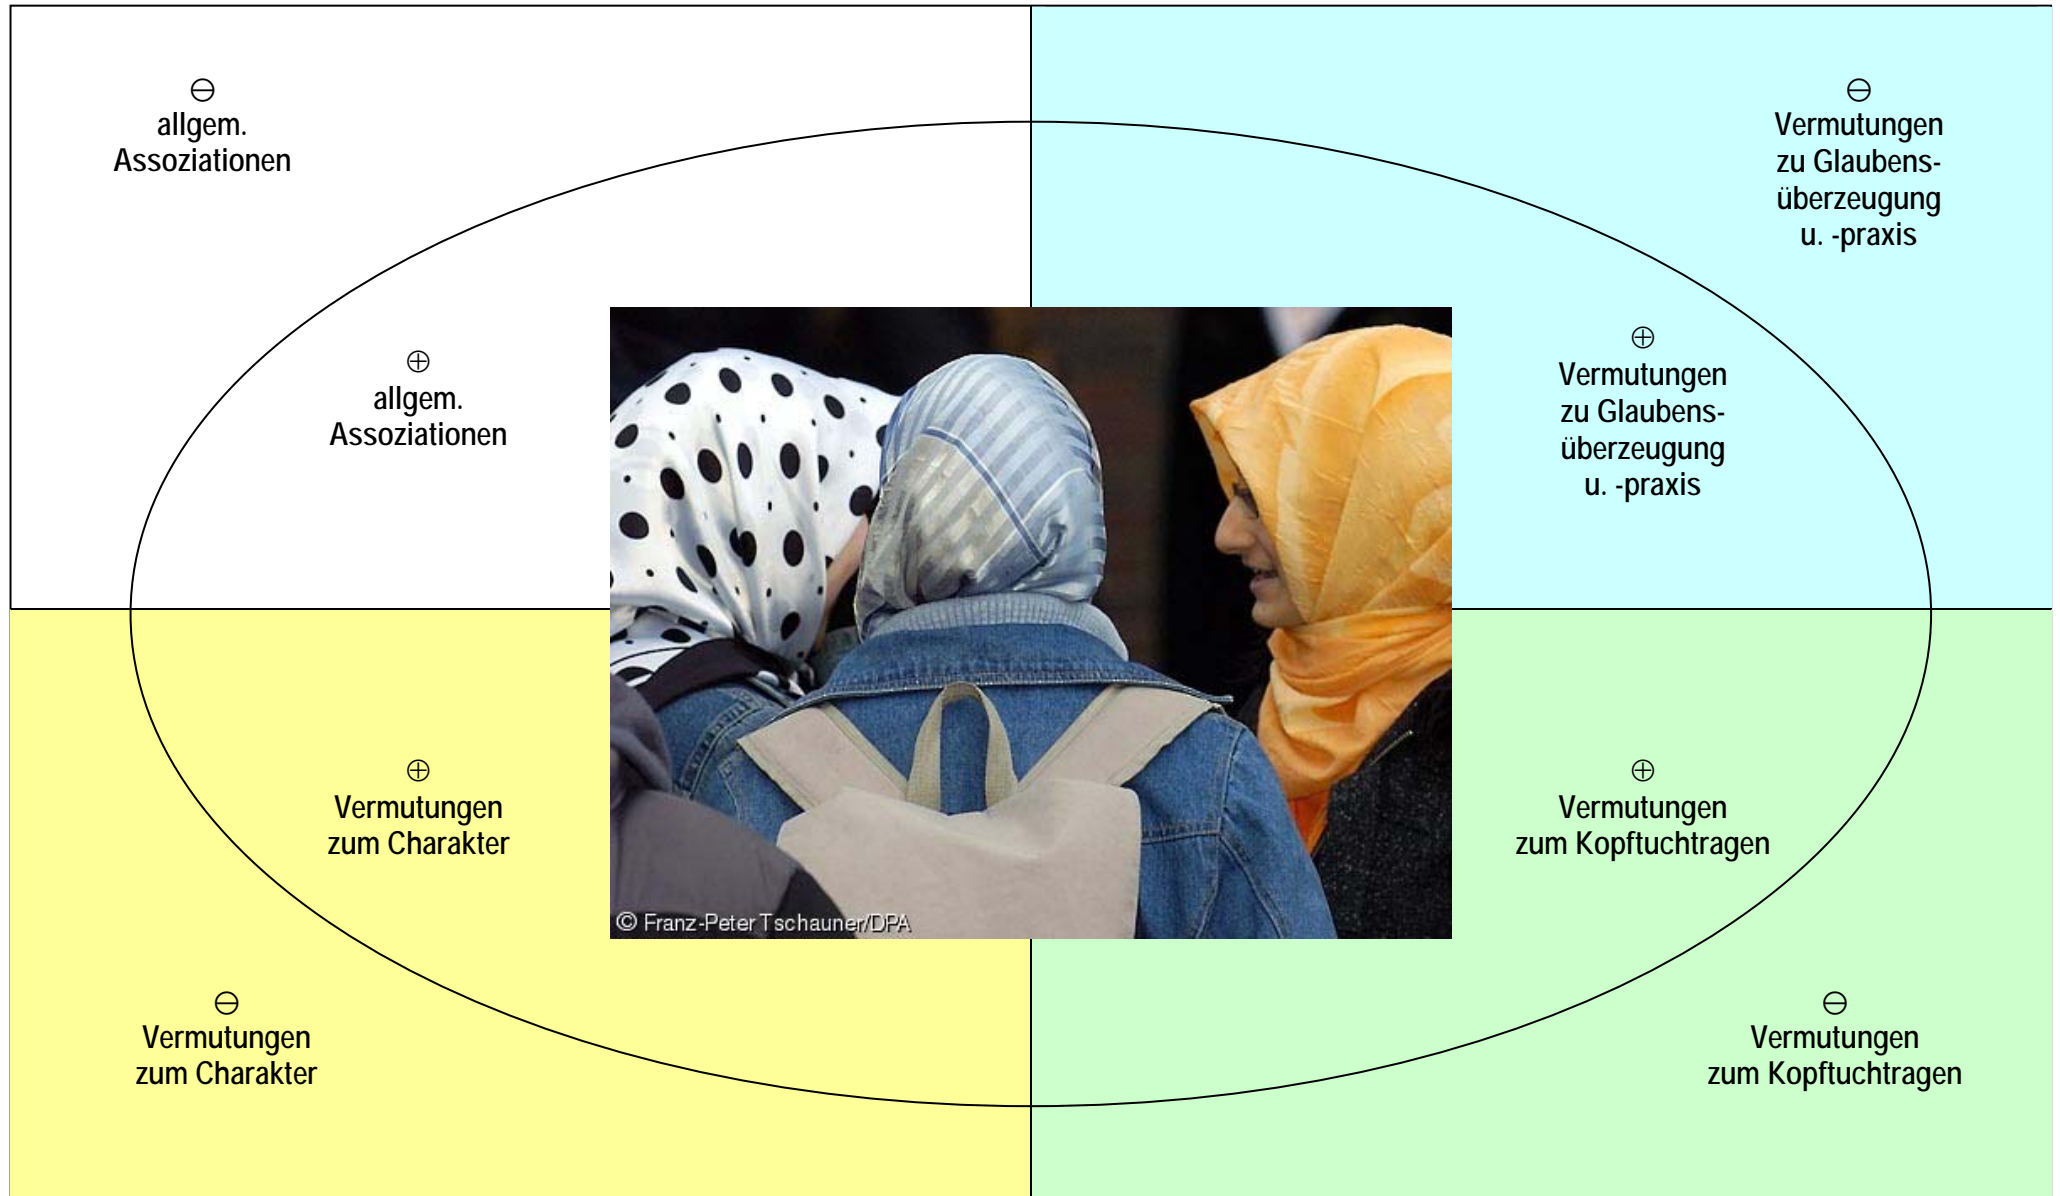 ⊖
allgem.
Assoziationen
⊕
allgem.
Assoziationen
⊖
Vermutungen
zu Glaubens-
überzeugung
u. -praxis
⊕
Vermutungen
zu Glaubens-
überzeugung
u. -praxis
⊕
Vermutungen
zum Charakter
⊖
Vermutungen
zum Charakter
⊕
Vermutungen
zum Kopftuchtragen
⊖
Vermutungen
zum Kopftuchtragen
© Franz-Peter Tschauner/DPA